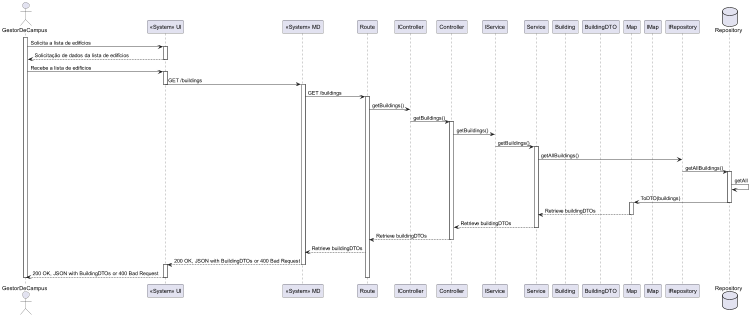 GestorDeCampus
«System» UI
«System» MD
Route
IController
Controller
IService
Service
Building
BuildingDTO
Map
IMap
IRepository
Repository
Solicita a lista de edifícios
Solicitação de dados da lista de edifícios
Recebe a lista de edifícios
GET /buildings
GET /buildings
getBuildings()
getBuildings()
getBuildings()
getBuildings()
getAllBuildings()
getAllBuildings()
getAll
ToDTO(buildings)
Retrieve buildingDTOs
Retrieve buildingDTOs
Retrieve buildingDTOs
Retrieve buildingDTOs
200 OK, JSON with BuildingDTOs or 400 Bad Request
200 OK, JSON with BuildingDTOs or 400 Bad Request
GestorDeCampus
«System» UI
«System» MD
Route
IController
Controller
IService
Service
Building
BuildingDTO
Map
IMap
IRepository
Repository